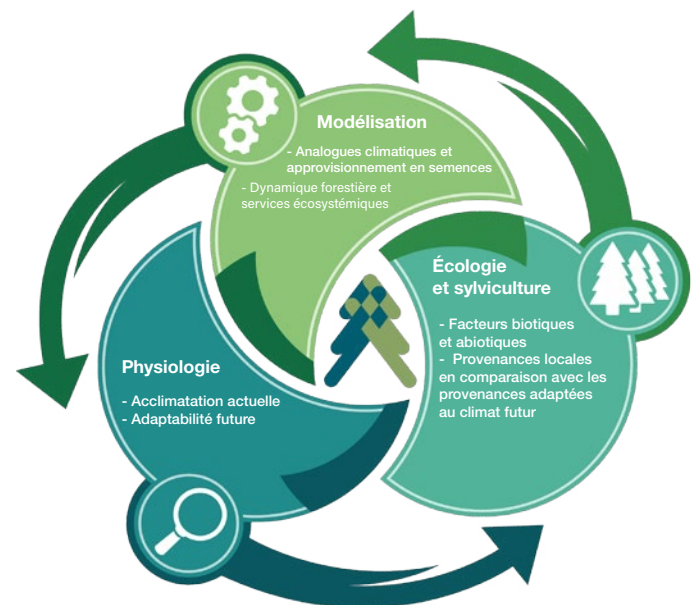 Modélisation
- Analogues climatiques et
approvisionnement en semences
- Dynamique forestière et
services écosystémiques
Écologie
et sylviculture
- Facteurs biotiques
et abiotiques
- Provenances locales
en comparaison avec les
provenances adaptées
au climat futur
Physiologie
- Acclimatation actuelle
- Adaptabilité future